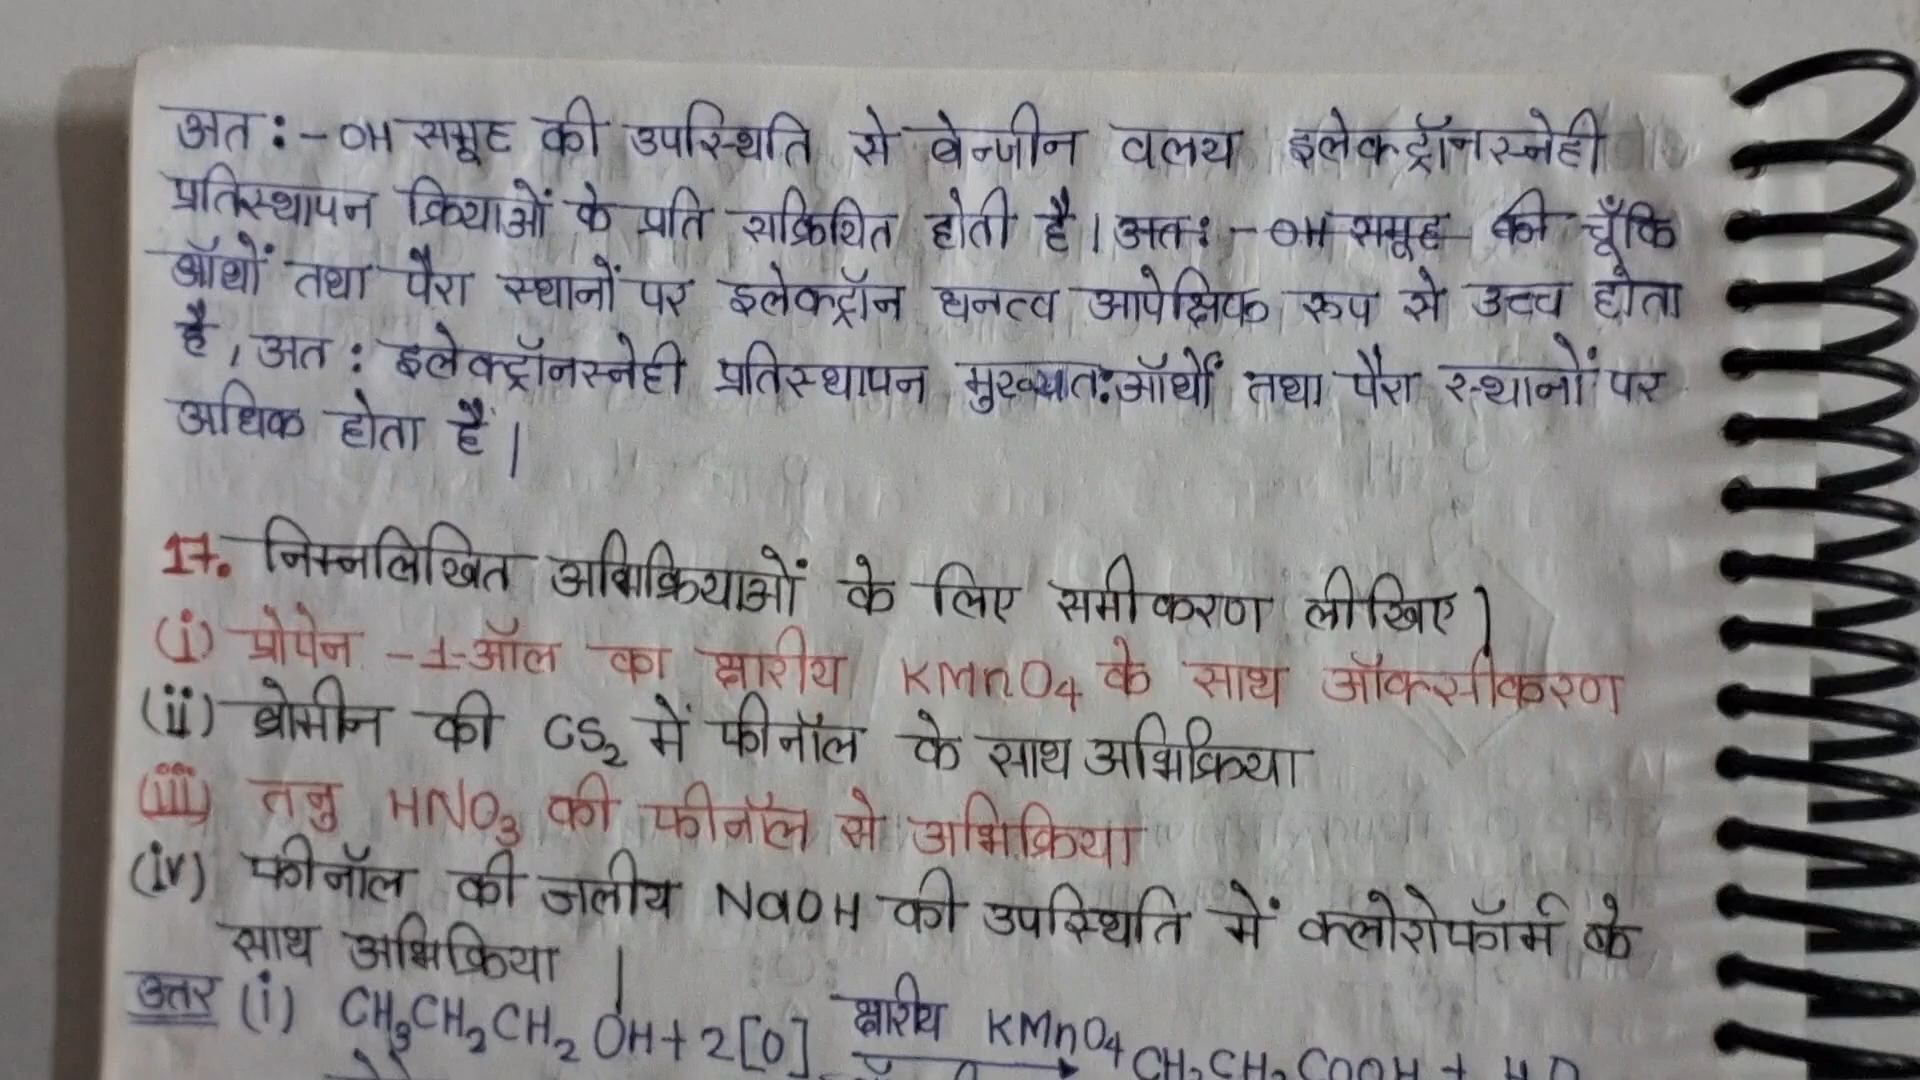 अत: -OH समूह की उपस्थिति से बेन्जीन वलय इलेक्ट्रॉनस्नेही
प्रतिस्थापन क्रियाओं के प्रति सक्रियित होती है। अत: -OH समूह की चूँकि
ऑर्थो तथा पैरा स्थानों पर इलेक्ट्रॉन घनत्व आपेक्षिक रूप से उच्च होता
है, अत: इलेक्ट्रॉनस्नेही प्रतिस्थापन मुख्यत: ऑर्थो तथा पैरा स्थानों पर
अधिक होता है।
17. निम्नलिखित अभिक्रियाओं के लिए समीकरण लीखिए।
(i) प्रोपेन -1-ऑल का क्षारीय KMnO4 के साथ ऑक्सीकरण
(ii) ब्रोमीन की CS2 में फीनॉल के साथ अभिक्रिया
(iii) तनु HNO3 की फीनॉल से अभिक्रिया
(iv) फीनॉल की जलीय NaOH की उपस्थिति में क्लोरोफॉर्म के
साथ अभिक्रिया।
उत्तर (i) CH3CH2CH2OH + 2[O] क्षारीय KMnO4 CH3CH2COOH + H2O